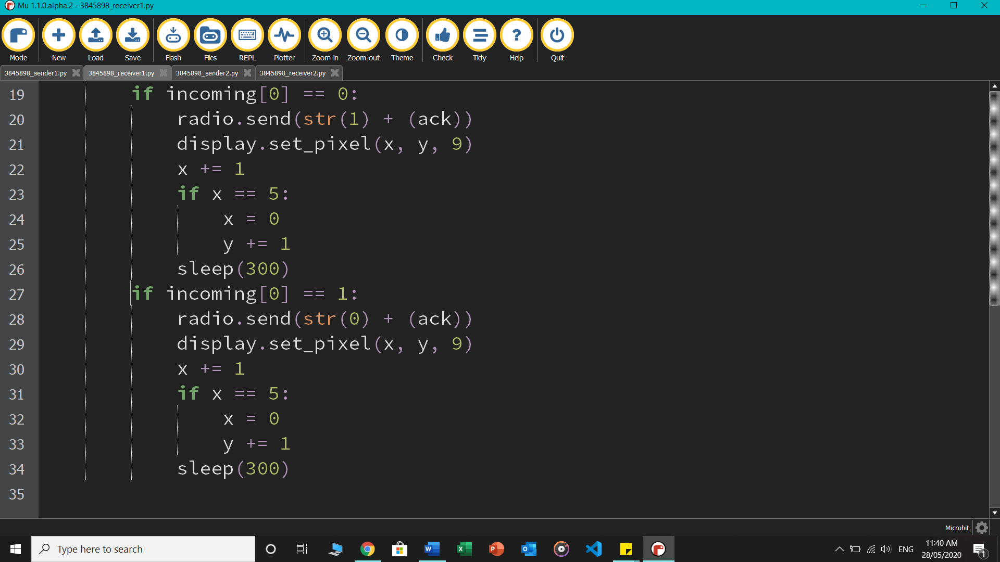 Mu 1.1.0.alpha.2 - 3845898_receiver1.py
Mode New Load Save Flash Files REPL Plotter Zoom-in Zoom-out Theme Check Tidy Help Quit
3845898_sender1.py 3845898_receiver1.py 3845898_sender2.py 3845898_receiver2.py
19 if incoming[0] == 0:
20 radio.send(str(1) + (ack))
21 display.set_pixel(x, y, 9)
22 x += 1
23 if x == 5:
24 x = 0
25 y += 1
26 sleep(300)
27 if incoming[0] == 1:
28 radio.send(str(0) + (ack))
29 display.set_pixel(x, y, 9)
30 x += 1
31 if x == 5:
32 x = 0
33 y += 1
34 sleep(300)
35
Microbit
Type here to search
ENG
11:40 AM
28/05/2020
1